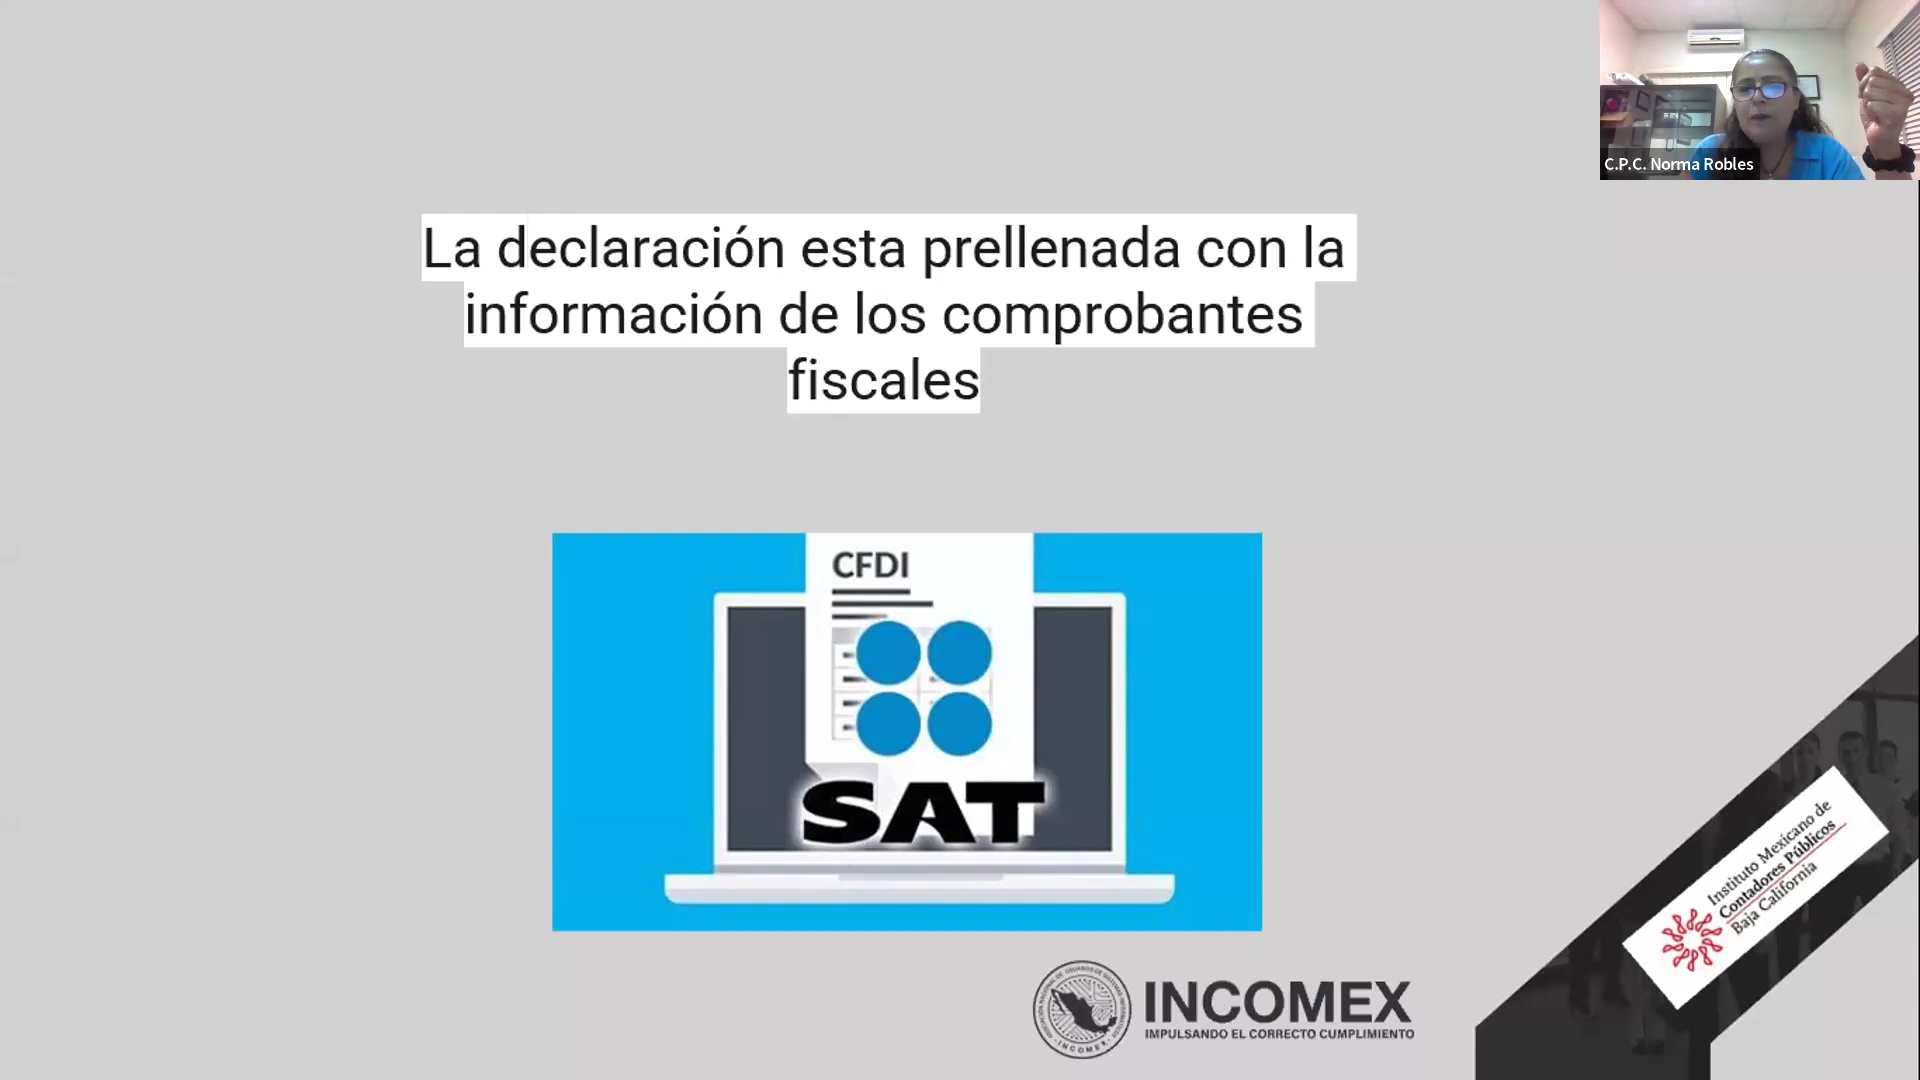 C.P.C. Norma Robles
La declaración esta prellenada con la
información de los comprobantes
fiscales
CFDI
SAT
Instituto Mexicano de
Contadores Públicos
Baja California
INCOMEX
IMPULSANDO EL CORRECTO CUMPLIMIENTO
INCOMEX